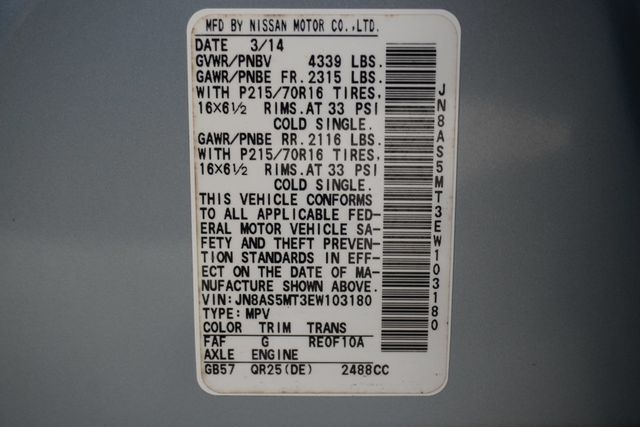 MFD BY NISSAN MOTOR CO.,LTD.
DATE 3/14
GVWR/PNBV 4339 LBS.
GAWR/PNBE FR. 2315 LBS.
WITH P215/70R16 TIRES,
16X6½ RIMS.AT 33 PSI
COLD SINGLE.
GAWR/PNBE RR. 2116 LBS.
WITH P215/70R16 TIRES,
16X6½ RIMS.AT 33 PSI
COLD SINGLE.
THIS VEHICLE CONFORMS
TO ALL APPLICABLE FED-
ERAL MOTOR VEHICLE SA-
FETY AND THEFT PREVEN-
TION STANDARDS IN EFF-
ECT ON THE DATE OF MA-
NUFACTURE SHOWN ABOVE.
VIN:JN8AS5MT3EW103180
TYPE:MPV
COLOR TRIM TRANS
FAF G RE0F10A
AXLE ENGINE
GB57 QR25(DE) 2488CC
JN8AS5MT3EW103180